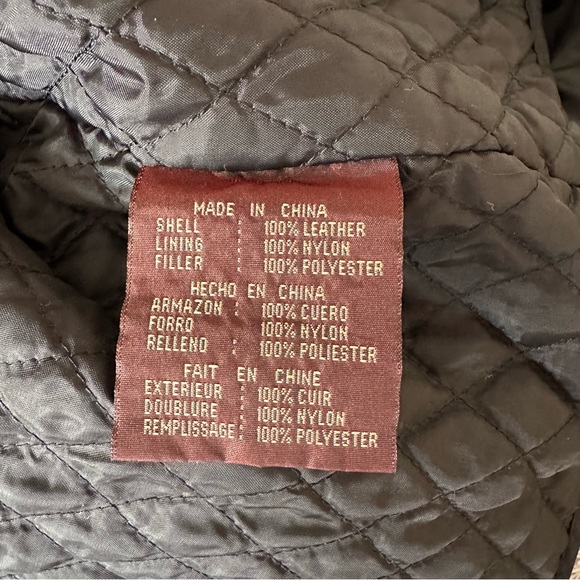 MADE IN CHINA
SHELL : 100% LEATHER
LINING : 100% NYLON
FILLER : 100% POLYESTER
HECHO EN CHINA
ARMAZON : 100% CUERO
FORRO : 100% NYLON
RELLENO : 100% POLIESTER
FAIT EN CHINE
EXTERIEUR : 100% CUIR
DOUBLURE : 100% NYLON
REMPLISSAGE: 100% POLYESTER